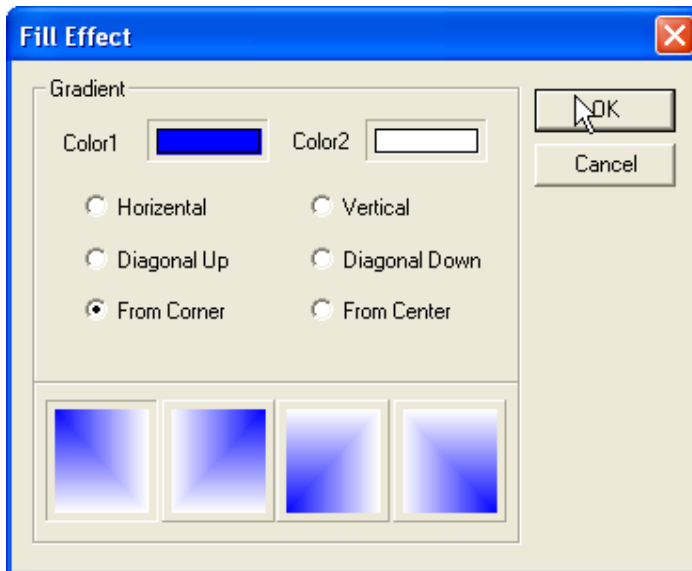 Fill Effect
Gradient
Color1
Color2
OK
Cancel
Horizental
Vertical
Diagonal Up
Diagonal Down
From Corner
From Center